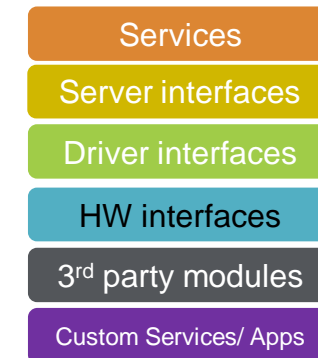 Services
Server interfaces
Driver interfaces
HW interfaces
3rd party modules
Custom Services/ Apps